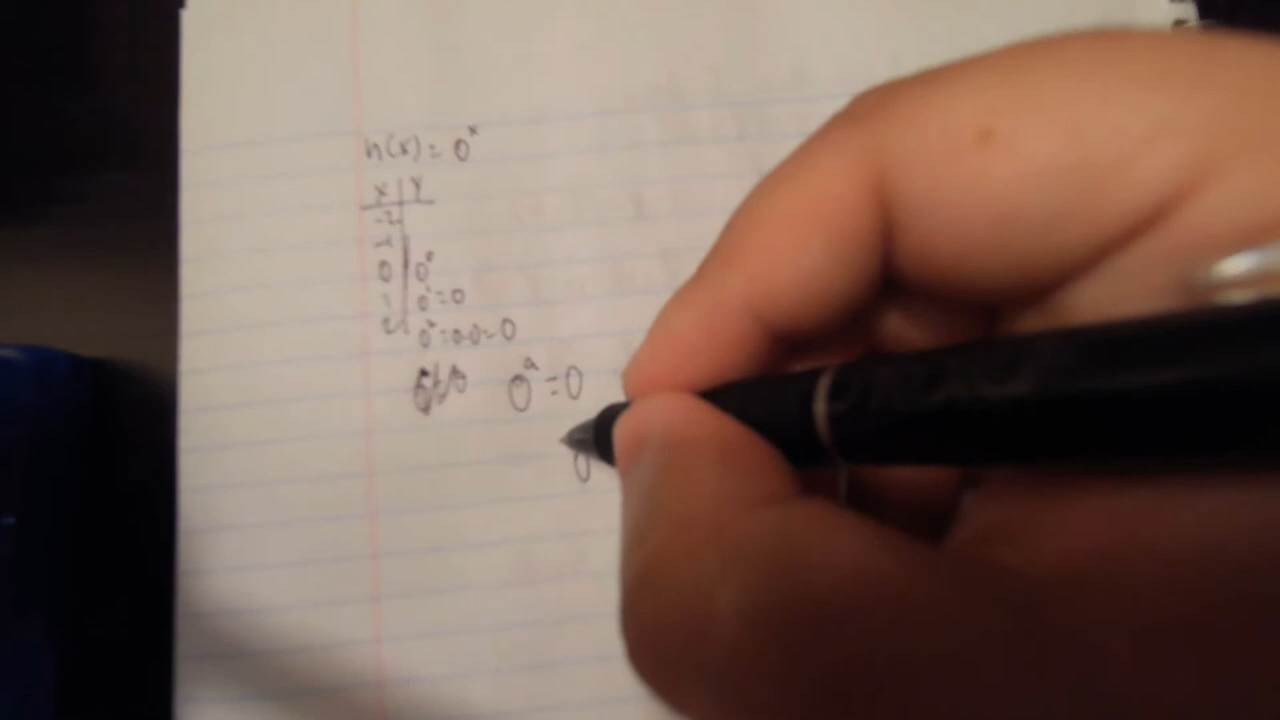 h(x) = 0^x
x | y
-2
-1
0 | 0^0
1 | 0^1 = 0
2 | 0^2 = 0·0 = 0
0^a = 0
0